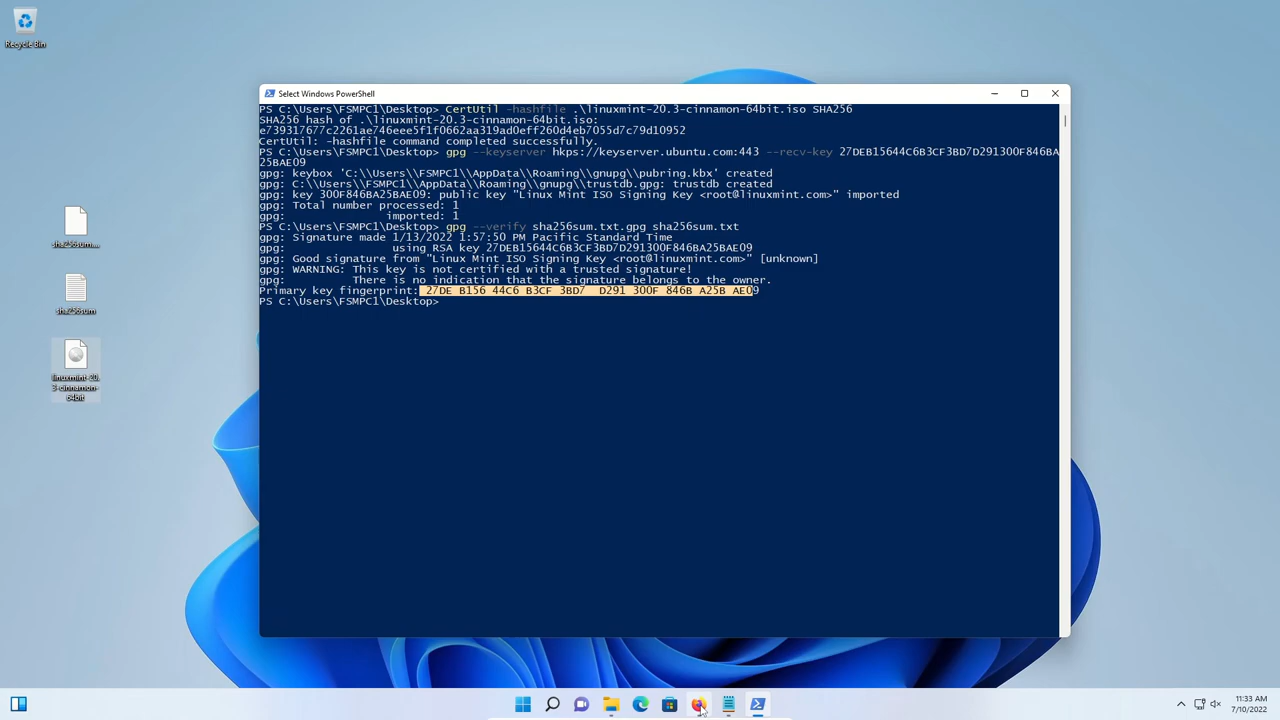 Recycle Bin
Select Windows PowerShell
PS C:\Users\FSMPC1\Desktop> CertUtil -hashfile .\linuxmint-20.3-cinnamon-64bit.iso SHA256
SHA256 hash of .\linuxmint-20.3-cinnamon-64bit.iso:
e739317677c2261ae746eee5f1f0662aa319ad0eff260d4eb7055d7c79d10952
CertUtil: -hashfile command completed successfully.
PS C:\Users\FSMPC1\Desktop> gpg --keyserver hkps://keyserver.ubuntu.com:443 --recv-key 27DEB15644C6B3CF3BD7D291300F846BA
25BAE09
gpg: keybox 'C:\\Users\\FSMPC1\\AppData\\Roaming\\gnupg\\pubring.kbx' created
gpg: C:\\Users\\FSMPC1\\AppData\\Roaming\\gnupg\\trustdb.gpg: trustdb created
gpg: key 300F846BA25BAE09: public key "Linux Mint ISO Signing Key <root@linuxmint.com>" imported
gpg: Total number processed: 1
gpg:               imported: 1
PS C:\Users\FSMPC1\Desktop> gpg --verify sha256sum.txt.gpg sha256sum.txt
gpg: Signature made 1/13/2022 1:57:50 PM Pacific Standard Time
gpg:                using RSA key 27DEB15644C6B3CF3BD7D291300F846BA25BAE09
gpg: Good signature from "Linux Mint ISO Signing Key <root@linuxmint.com>" [unknown]
gpg: WARNING: This key is not certified with a trusted signature!
gpg:          There is no indication that the signature belongs to the owner.
Primary key fingerprint: 27DE B156 44C6 B3CF 3BD7  D291 300F 846B A25B AE09
PS C:\Users\FSMPC1\Desktop>
sha256sum....
sha256sum
linuxmint-20.
3-cinnamon-
64bit
11:33 AM
7/10/2022